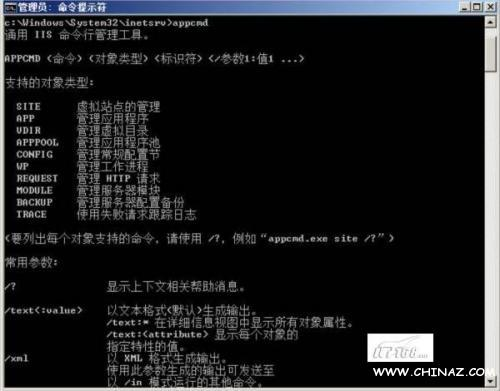 管理员: 命令提示符
c:\Windows\System32\inetsrv>appcmd
通用 IIS 命令行管理工具。
APPCMD <命令> <对象类型> <标识符> </参数1:值1 ...>
支持的对象类型:
SITE 虚拟站点的管理
APP 管理应用程序
VDIR 管理虚拟目录
APPPOOL 管理应用程序池
CONFIG 管理常规配置节
WP 管理工作进程
REQUEST 管理 HTTP 请求
MODULE 管理服务器模块
BACKUP 管理服务器配置备份
TRACE 使用失败请求跟踪日志
(要列出每个对象支持的命令，请使用 /?，例如“appcmd.exe site /?”)
常用参数:
/? 显示上下文相关帮助消息。
/text<:value> 以文本格式(默认)生成输出。
/text:* 在详细信息视图中显示所有对象属性。
/text:<attribute> 显示每个对象的
指定特性的值。
/xml 以 XML 格式生成输出。
使用此参数生成的输出可发送至
以 /in 模式运行的其他命令。
www.CHINAZ.com